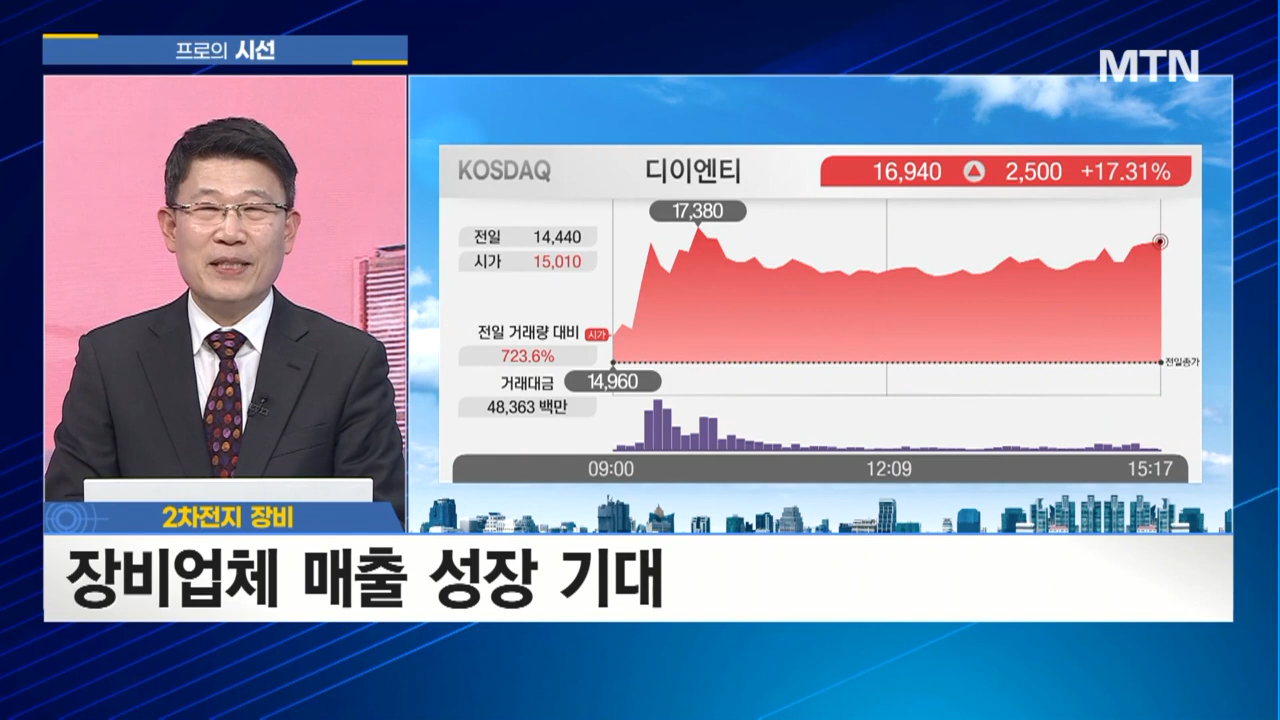 프로의 시선
MTN
KOSDAQ 디이엔티 16,940 ▲ 2,500 +17.31%
17,380
전일 14,440
시가 15,010
전일 거래량 대비 시가
723.6%
전일종가
거래대금 14,960
48,363 백만
09:00 12:09 15:17
2차전지 장비
장비업체 매출 성장 기대